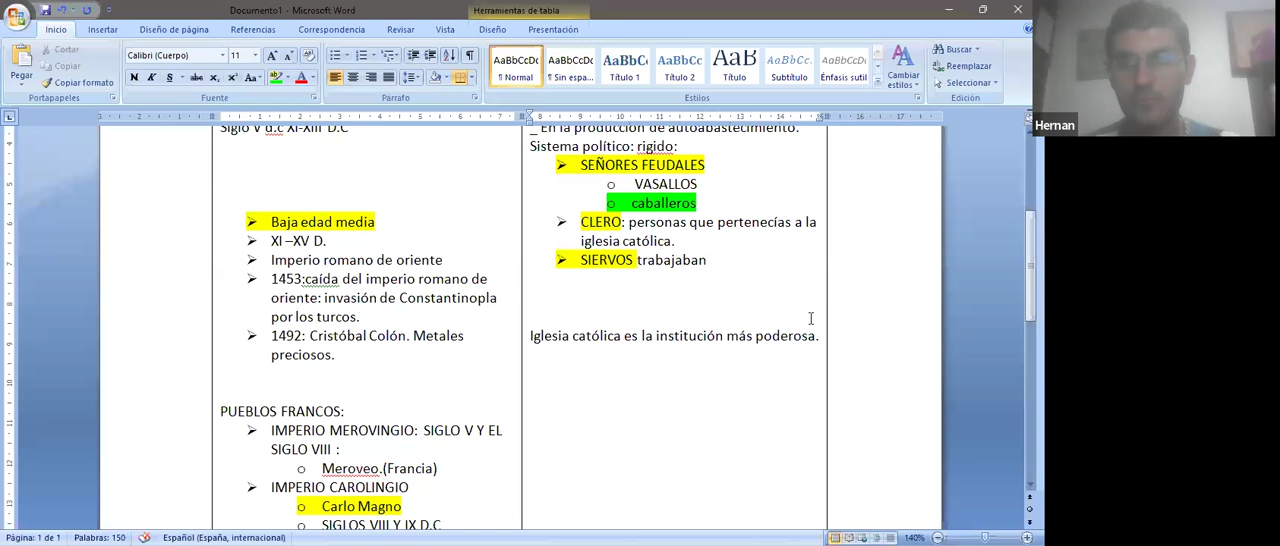 Documento1 - Microsoft Word
Herramientas de tabla
Inicio
Insertar
Diseño de página
Referencias
Correspondencia
Revisar
Vista
Diseño
Presentación
Cortar
Copiar
Copiar formato
Pegar
Portapapeles
Calibri (Cuerpo)
11
Fuente
Párrafo
AaBbCcDc
AaBbCcDc
AaBbC
AaBbCc
AaB
AaBbCcL
AaBbCcDc
¶ Normal
¶ Sin espa...
Título 1
Título 2
Título
Subtítulo
Énfasis sutil
Cambiar
estilos
Estilos
Buscar
Reemplazar
Seleccionar
Edición
Siglo V d.c XI-XIII D.C
Baja edad media
XI –XV D.
Imperio romano de oriente
1453:caída del imperio romano de
oriente: invasión de Constantinopla
por los turcos.
1492: Cristóbal Colón. Metales
preciosos.
PUEBLOS FRANCOS:
IMPERIO MEROVINGIO: SIGLO V Y EL
SIGLO VIII :
Meroveo.(Francia)
IMPERIO CAROLINGIO
Carlo Magno
SIGLOS VIII Y IX D.C
_ En la producción de autoabastecimiento.
Sistema político: rigido:
SEÑORES FEUDALES
VASALLOS
caballeros
CLERO: personas que pertenecías a la
iglesia católica.
SIERVOS trabajaban
Iglesia católica es la institución más poderosa.
Hernan
Página: 1 de 1
Palabras: 150
Español (España, internacional)
140%